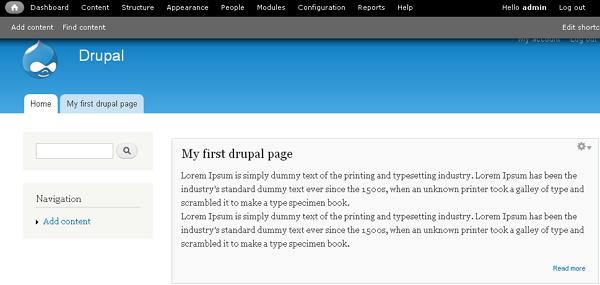 Dashboard Content Structure Appearance People Modules Configuration Reports Help Hello admin Log out
Add content Find content Edit shortc
My account Log out
Drupal
Home My first drupal page
My first drupal page
Lorem Ipsum is simply dummy text of the printing and typesetting industry. Lorem Ipsum has been the
industry's standard dummy text ever since the 1500s, when an unknown printer took a galley of type and
scrambled it to make a type specimen book.
Lorem Ipsum is simply dummy text of the printing and typesetting industry. Lorem Ipsum has been the
industry's standard dummy text ever since the 1500s, when an unknown printer took a galley of type and
scrambled it to make a type specimen book.
Read more
Navigation
Add content